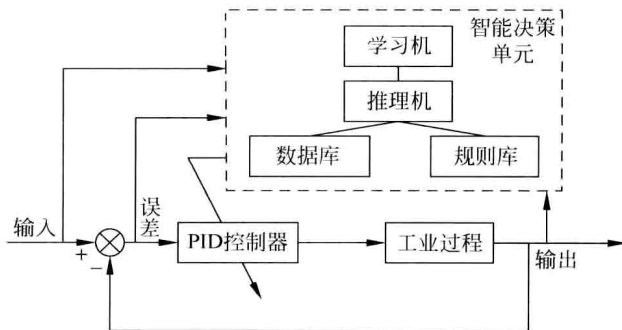 智能决策
单元
学习机
推理机
数据库
规则库
输入
+
−
误差
PID控制器
工业过程
输出